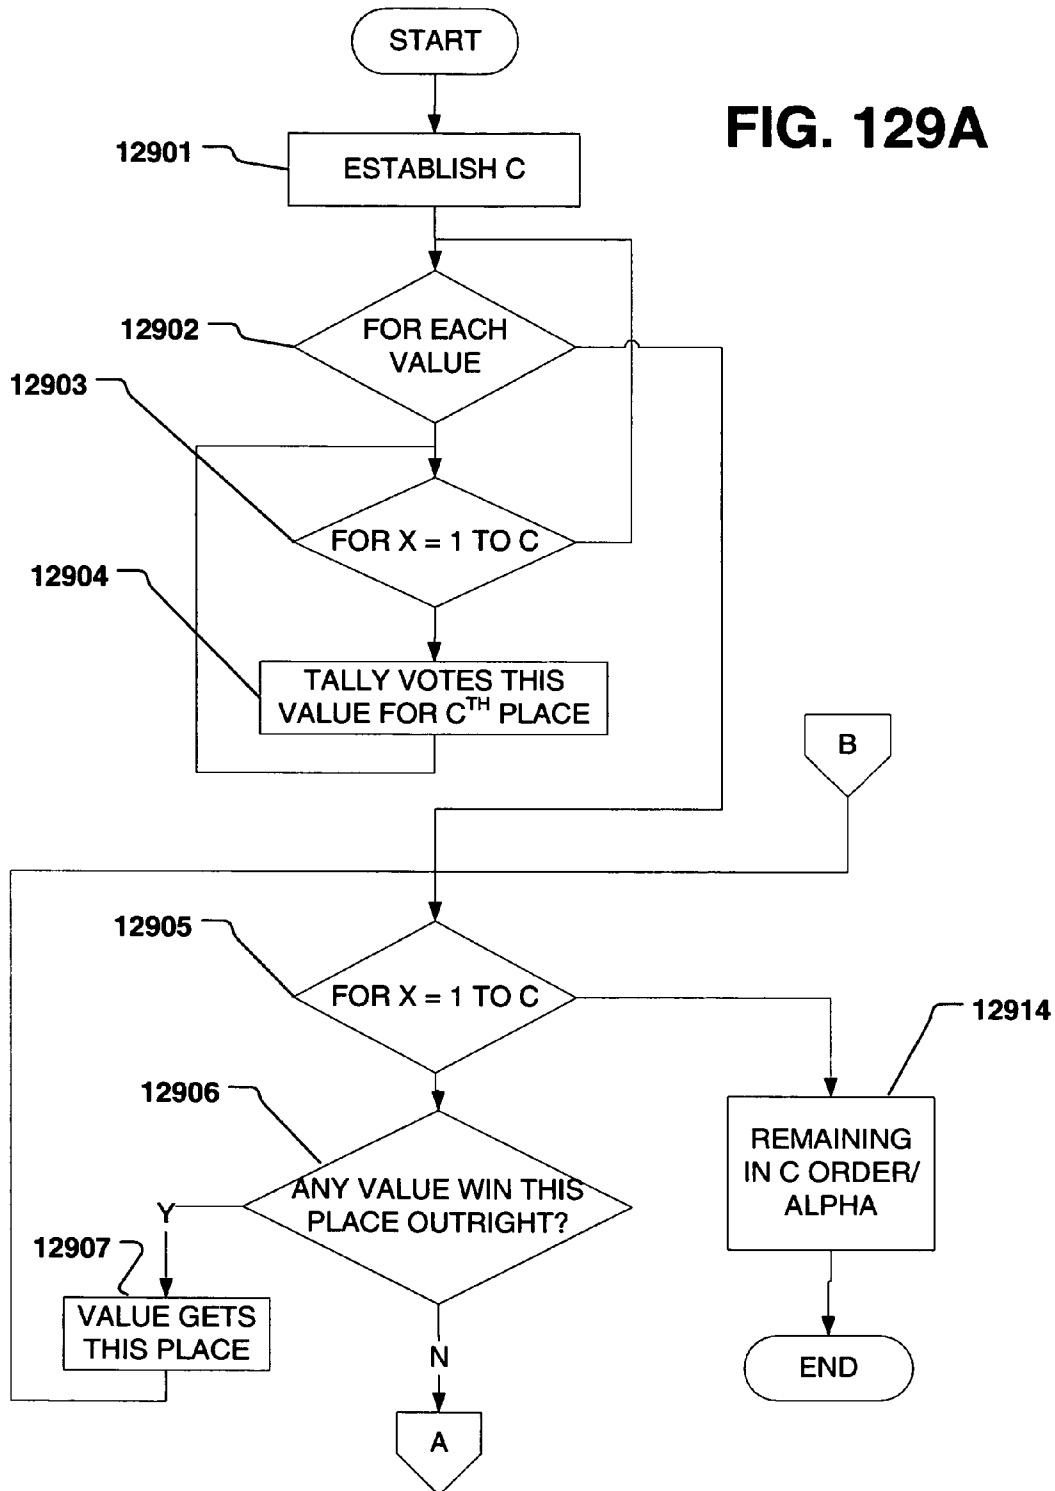 START
FIG. 129A
12901
ESTABLISH C
12902
FOR EACH
VALUE
12903
FOR X = 1 TO C
12904
TALLY VOTES THIS
VALUE FOR CTH PLACE
B
12905
FOR X = 1 TO C
12914
12906
ANY VALUE WIN THIS
PLACE OUTRIGHT?
REMAINING
IN C ORDER/
ALPHA
Y
12907
VALUE GETS
THIS PLACE
N
END
A